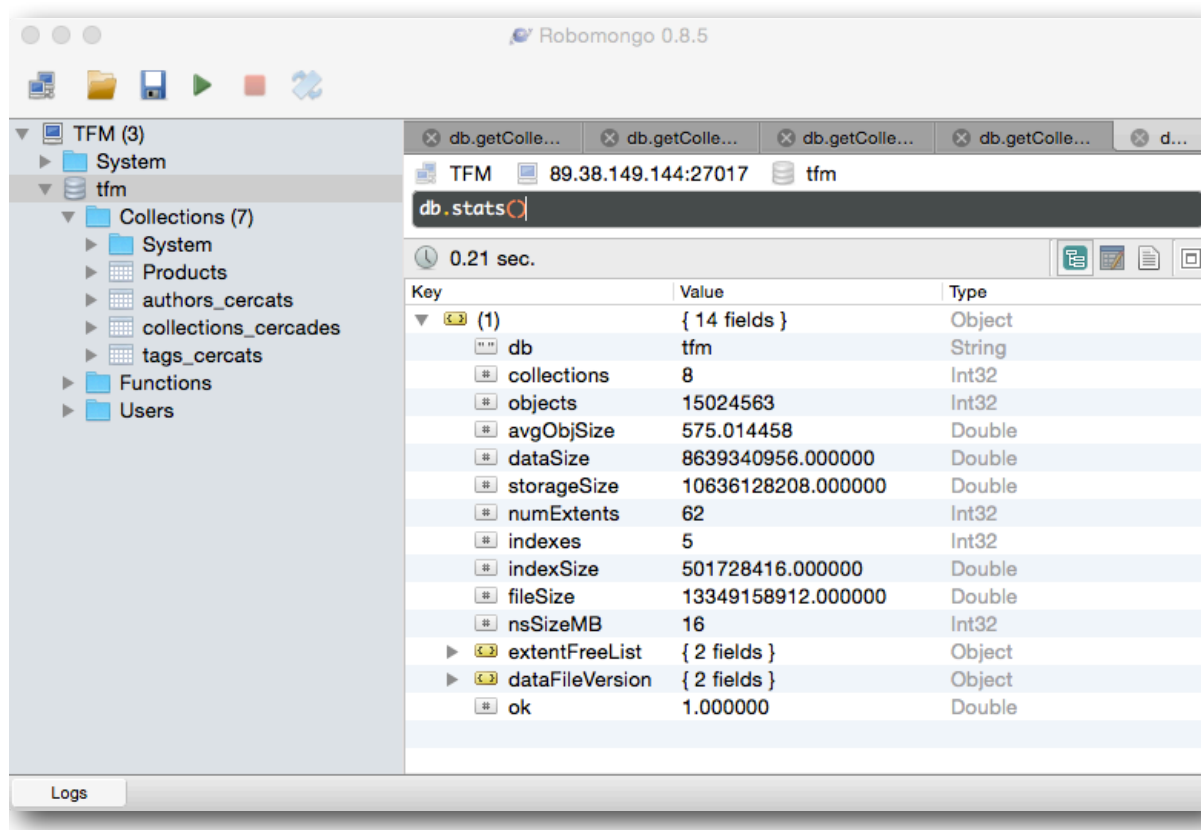 Robomongo 0.8.5
TFM (3)
System
tfm
Collections (7)
System
Products
authors_cercats
collections_cercades
tags_cercats
Functions
Users
db.getColle... db.getColle... db.getColle... db.getColle... d...
TFM 89.38.149.144:27017 tfm
db.stats()
0.21 sec.
Key Value Type
(1) { 14 fields } Object
db tfm String
collections 8 Int32
objects 15024563 Int32
avgObjSize 575.014458 Double
dataSize 8639340956.000000 Double
storageSize 10636128208.000000 Double
numExtents 62 Int32
indexes 5 Int32
indexSize 501728416.000000 Double
fileSize 13349158912.000000 Double
nsSizeMB 16 Int32
extentFreeList { 2 fields } Object
dataFileVersion { 2 fields } Object
ok 1.000000 Double
Logs